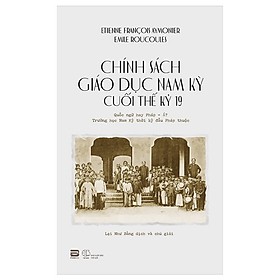 ETIENNE FRANÇOIS AYMONIER
EMILE ROUCOULES
CHÍNH SÁCH
GIÁO DỤC NAM KỲ
CUỐI THẾ KỶ 19
Quốc ngữ hay Pháp - Á?
Trường học Nam Kỳ thời kỳ đầu Pháp thuộc
Lại Như Bằng dịch và chú giải